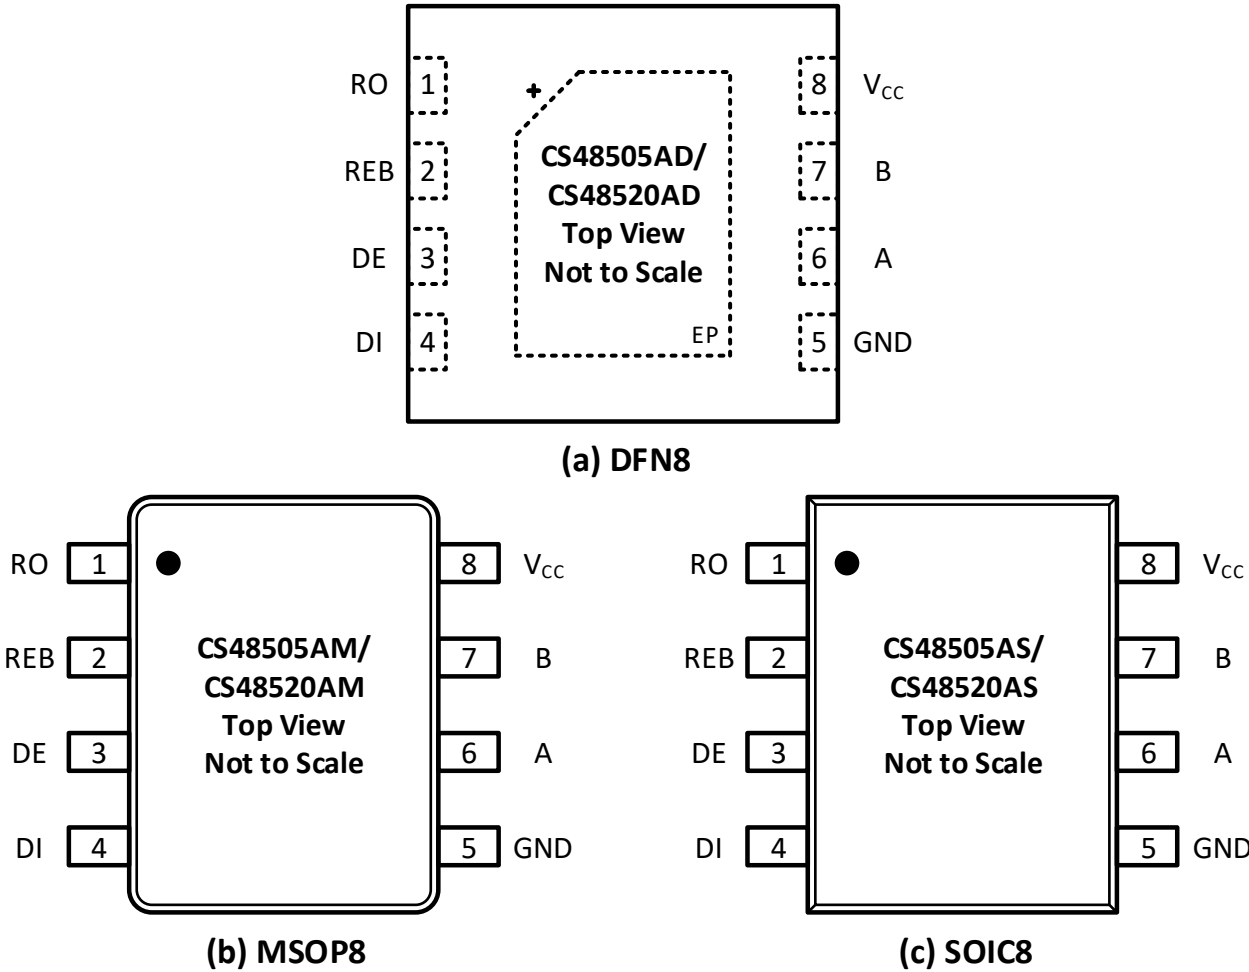 RO 1 8 VCC
REB 2 7 B
DE 3 6 A
DI 4 5 GND
+
CS48505AD/
CS48520AD
Top View
Not to Scale
EP
(a) DFN8
RO 1 8 VCC
REB 2 7 B
DE 3 6 A
DI 4 5 GND
CS48505AM/
CS48520AM
Top View
Not to Scale
(b) MSOP8
RO 1 8 VCC
REB 2 7 B
DE 3 6 A
DI 4 5 GND
CS48505AS/
CS48520AS
Top View
Not to Scale
(c) SOIC8